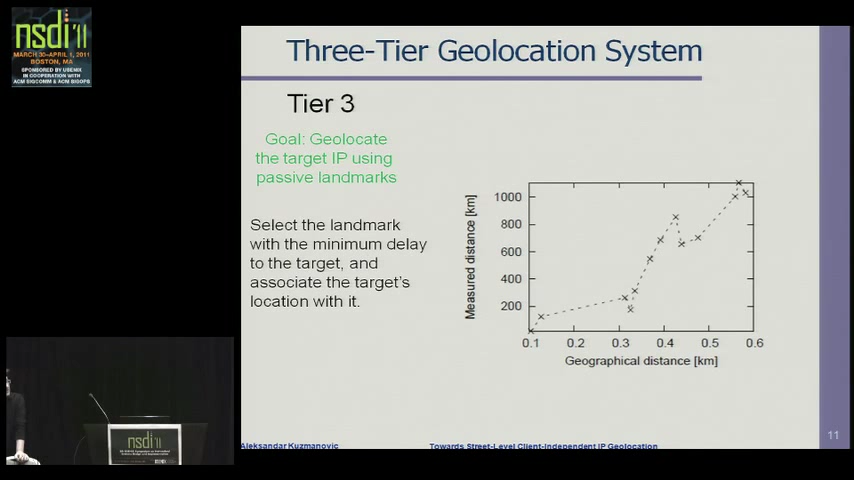 nsdi'11
MARCH 30–APRIL 1, 2011
BOSTON, MA
SPONSORED BY USENIX
IN COOPERATION WITH
ACM SIGCOMM & ACM SIGOPS
Three-Tier Geolocation System
Tier 3
Goal: Geolocate
the target IP using
passive landmarks
Select the landmark
with the minimum delay
to the target, and
associate the target's
location with it.
Measured distance [km]
1000
800
600
400
200
0.1 0.2 0.3 0.4 0.5 0.6
Geographical distance [km]
11
Aleksandar Kuzmanovic
Towards Street-Level Client-Independent IP Geolocation
nsdi'11